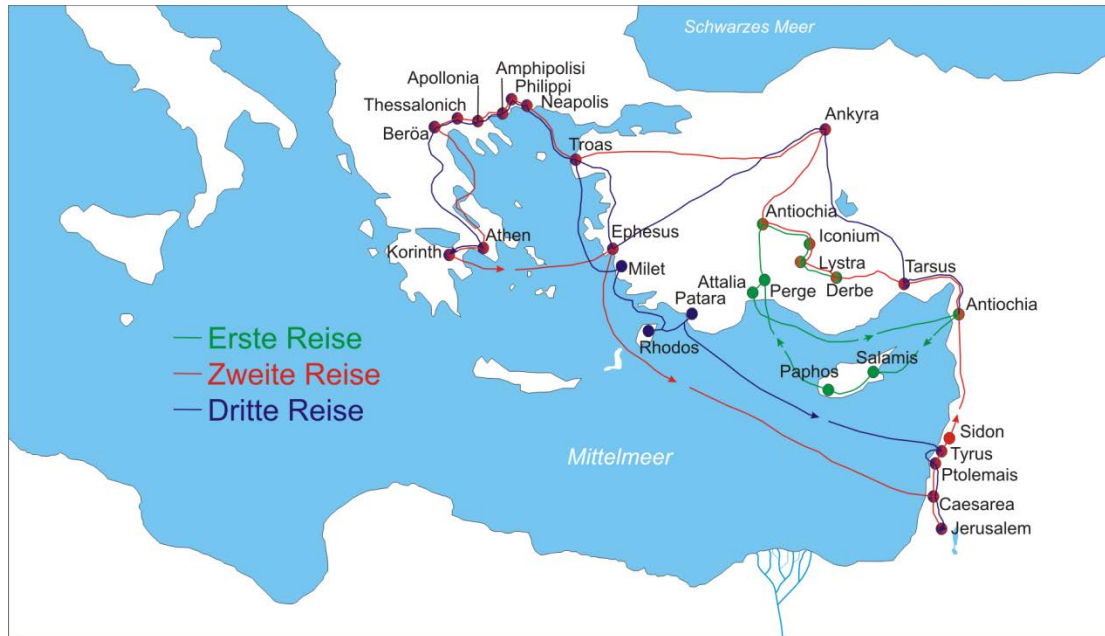 Schwarzes Meer
Amphipolisi
Apollonia
Philippi
Thessalonich
Neapolis
Beröa
Ankyra
Troas
Antiochia
Iconium
Athen
Ephesus
Korinth
Lystra
Milet
Tarsus
Attalia
Perge
Derbe
Patara
Antiochia
Erste Reise
Rhodos
Salamis
Paphos
Zweite Reise
Dritte Reise
Sidon
Mittelmeer
Tyrus
Ptolemais
Caesarea
Jerusalem